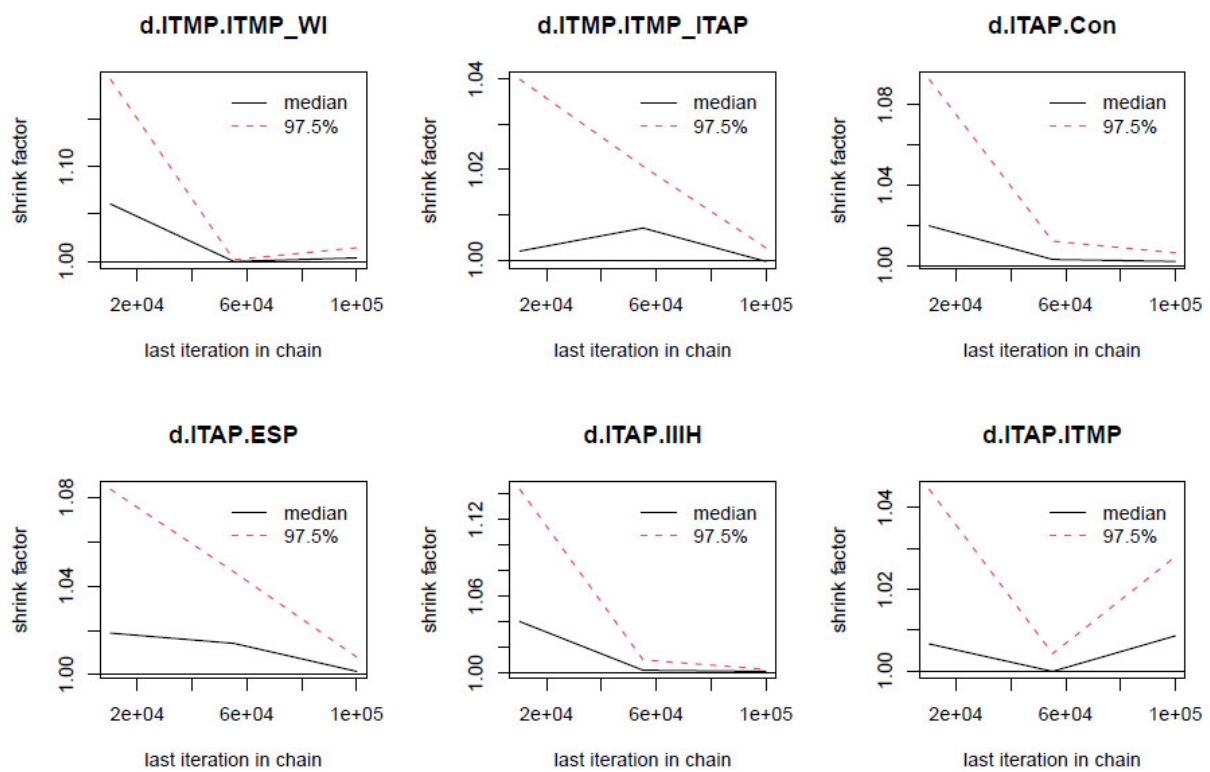 d.ITMP.ITMP_WI
shrink factor
1.00 1.10
median
97.5%
2e+04 6e+04 1e+05
last iteration in chain
d.ITMP.ITMP_ITAP
shrink factor
1.00 1.02 1.04
median
97.5%
2e+04 6e+04 1e+05
last iteration in chain
d.ITAP.Con
shrink factor
1.00 1.04 1.08
median
97.5%
2e+04 6e+04 1e+05
last iteration in chain
d.ITAP.ESP
shrink factor
1.00 1.04 1.08
median
97.5%
2e+04 6e+04 1e+05
last iteration in chain
d.ITAP.IIIH
shrink factor
1.00 1.06 1.12
median
97.5%
2e+04 6e+04 1e+05
last iteration in chain
d.ITAP.ITMP
shrink factor
1.00 1.02 1.04
median
97.5%
2e+04 6e+04 1e+05
last iteration in chain